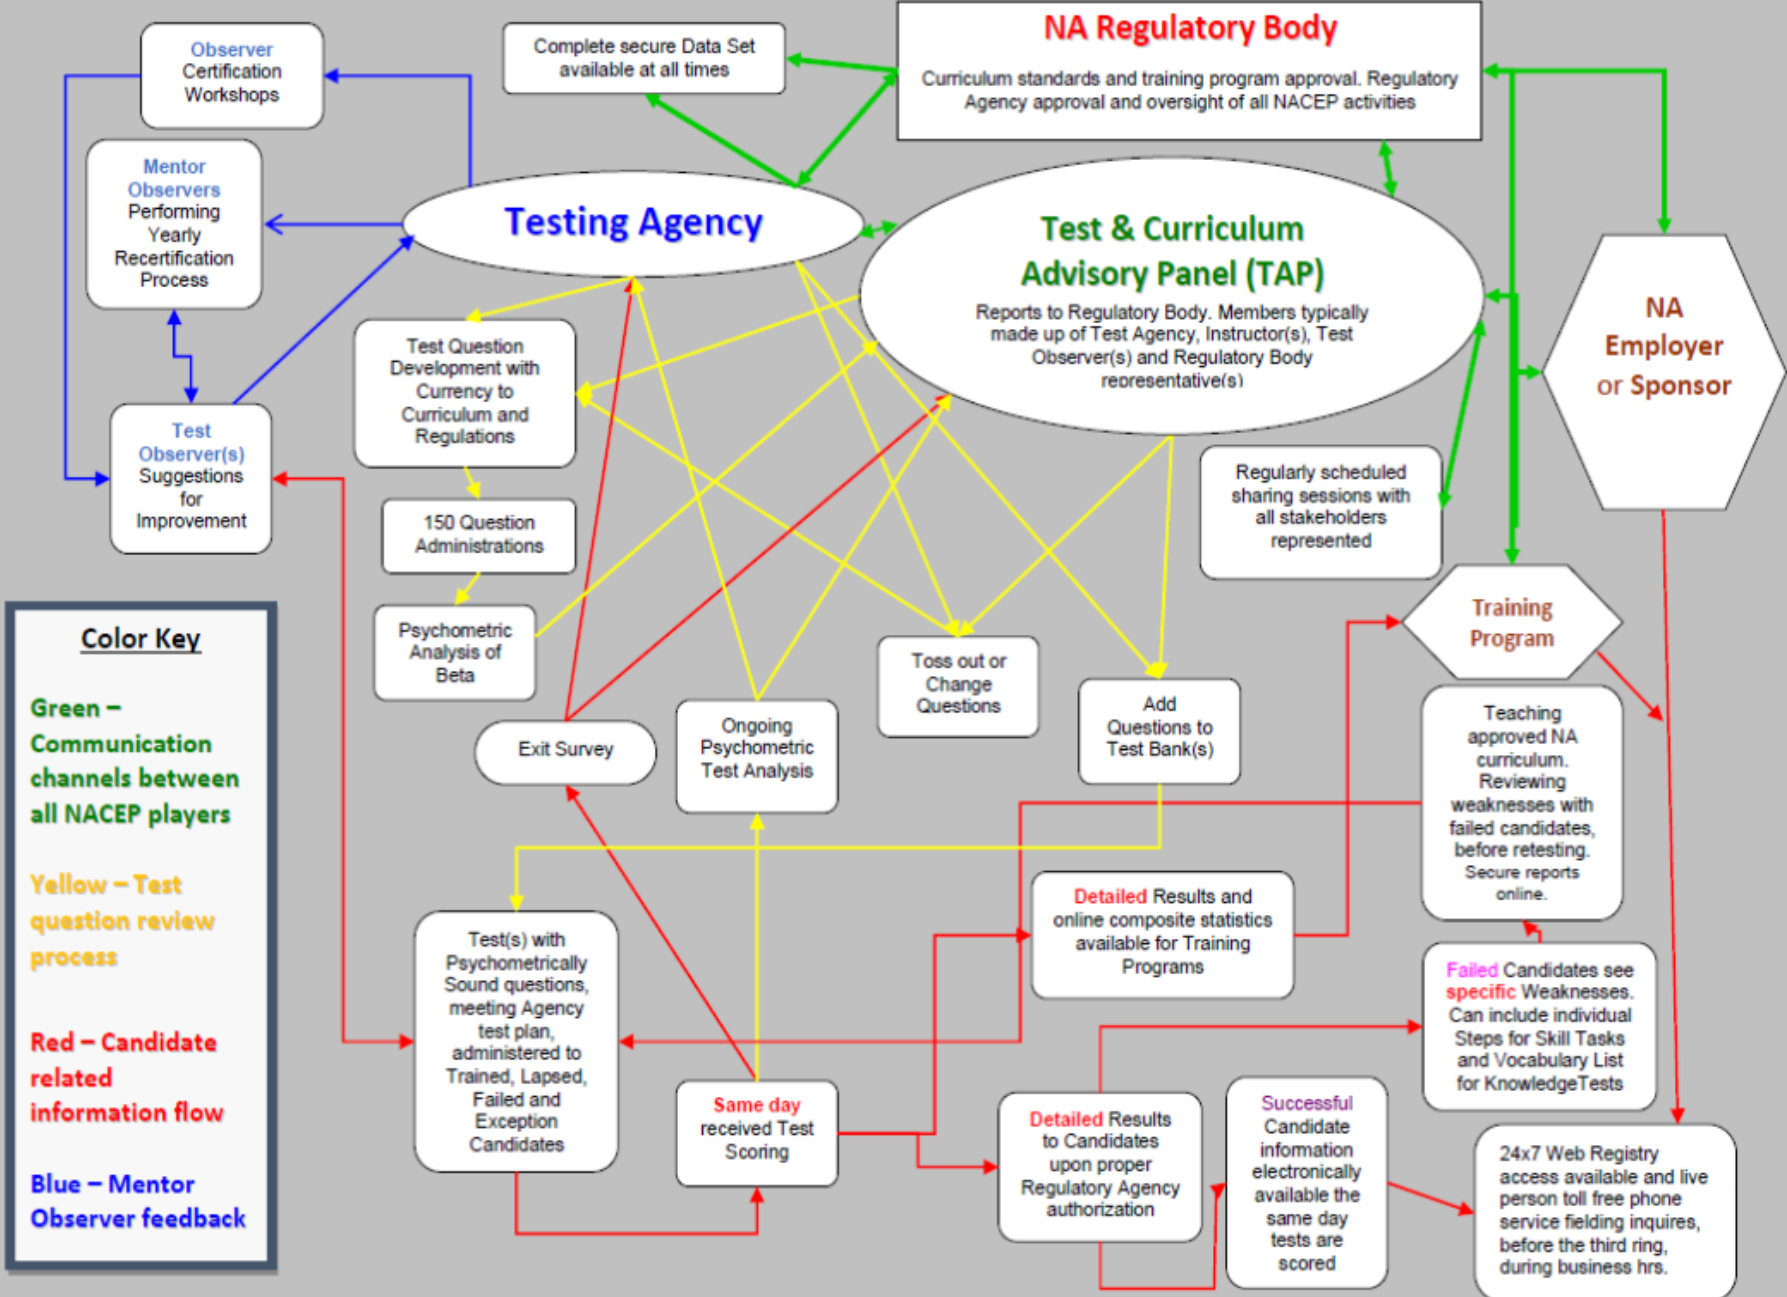 Observer
Certification
Workshops
Complete secure Data Set
available at all times
NA Regulatory Body
Curriculum standards and training program approval. Regulatory
Agency approval and oversight of all NACEP activities
Mentor
Observers
Performing
Yearly
Recertification
Process
Testing Agency
Test & Curriculum
Advisory Panel (TAP)
Reports to Regulatory Body. Members typically
made up of Test Agency, Instructor(s), Test
Observer(s) and Regulatory Body
representative(s)
NA
Employer
or Sponsor
Test Question
Development with
Currency to
Curriculum and
Regulations
Test
Observer(s)
Suggestions
for
Improvement
Regularly scheduled
sharing sessions with
all stakeholders
represented
150 Question
Administrations
Psychometric
Analysis of
Beta
Training
Program
Toss out or
Change
Questions
Add
Questions to
Test Bank(s)
Exit Survey
Ongoing
Psychometric
Test Analysis
Teaching
approved NA
curriculum.
Reviewing
weaknesses with
failed candidates,
before retesting.
Secure reports
online.
Color Key
Green –
Communication
channels between
all NACEP players
Yellow – Test
question review
process
Red – Candidate
related
information flow
Blue – Mentor
Observer feedback
Test(s) with
Psychometrically
Sound questions,
meeting Agency
test plan,
administered to
Trained, Lapsed,
Failed and
Exception
Candidates
Detailed Results and
online composite statistics
available for Training
Programs
Failed Candidates see
specific Weaknesses.
Can include individual
Steps for Skill Tasks
and Vocabulary List
for KnowledgeTests
Same day
received Test
Scoring
Detailed Results
to Candidates
upon proper
Regulatory Agency
authorization
Successful
Candidate
information
electronically
available the
same day
tests are
scored
24x7 Web Registry
access available and live
person toll free phone
service fielding inquires,
before the third ring,
during business hrs.